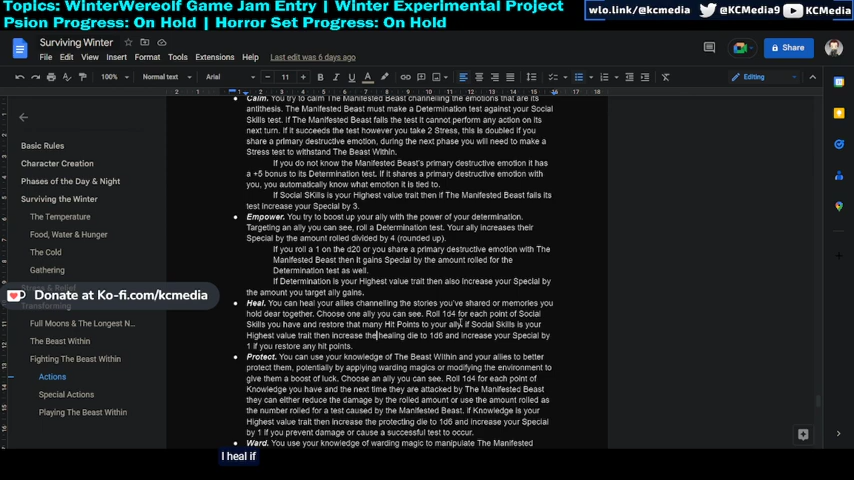 Topics: WinterWereolf Game Jam Entry | Winter Experimental Project
Psion Progress: On Hold | Horror Set Progress: On Hold
wlo.link/@kcmedia @KCMedia9 KCMedia
Surviving Winter
File Edit View Insert Format Tools Extensions Help Last edit was 6 days ago
Share
100% Normal text Arial 11 Editing
Basic Rules
Character Creation
Phases of the Day & Night
Surviving the Winter
The Temperature
Food, Water & Hunger
The Cold
Gathering
Donate at Ko-fi.com/kcmedia
Full Moons & The Longest N...
The Beast Within
Fighting The Beast Within
Actions
Special Actions
Playing The Beast Within
Calm. You try to calm The Manifested Beast channelling the emotions that are its
antithesis. The Manifested Beast must make a Determination test against your Social
Skills test. If The Manifested Beast fails the test it cannot perform any action on its
next turn. If it succeeds the test however you take 2 Stress, this is doubled if you
share a primary destructive emotion, during the next phase you will need to make a
Stress test to withstand The Beast Within.
If you do not know the Manifested Beast's primary destructive emotion it has
a +5 bonus to its Determination test. If it shares a primary destructive emotion with
you, you automatically know what emotion it is tied to.
If Social SKills is your Highest value trait then if The Manifested Beast fails its
test increase your Special by 3.
Empower. You try to boost up your ally with the power of your determination.
Targeting an ally you can see, roll a Determination test. Your ally increases their
Special by the amount rolled divided by 4 (rounded up).
If you roll a 1 on the d20 or you share a primary destructive emotion with The
Manifested Beast then it gains Special by the amount rolled for the
Determination test as well.
If Determination is your Highest value trait then also increase your Special by
the amount you target ally gains.
Heal. You can heal your allies channelling the stories you've shared or memories you
hold dear together. Choose one ally you can see. Roll 1d4 for each point of Social
Skills you have and restore that many Hit Points to your ally. If Social Skills is your
Highest value trait then increase the healing die to 1d6 and increase your Special by
1 if you restore any hit points.
Protect. You can use your knowledge of The Beast Within and your allies to better
protect them, potentially by applying warding magics or modifying the environment to
give them a boost of luck. Choose an ally you can see. Roll 1d4 for each point of
Knowledge you have and the next time they are attacked by The Manifested Beast
they can either reduce the damage by the rolled amount or use the amount rolled as
the number rolled for a test caused by the Manifested Beast. If Knowledge is your
Highest value trait then increase the protecting die to 1d6 and increase your Special
by 1 if you prevent damage or cause a successful test to occur.
Ward. You use your knowledge of warding magic to manipulate The Manifested
I heal if